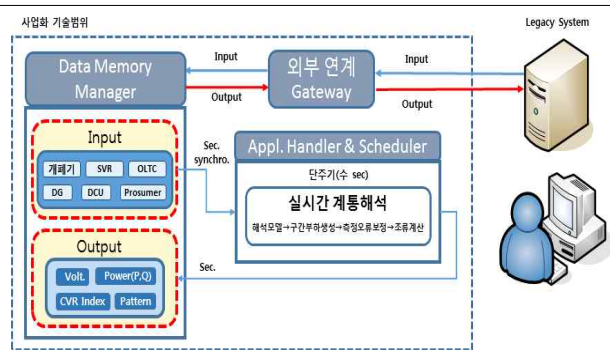 사업화 기술범위
Legacy System
Data Memory
Manager
Input
Output
외부 연계
Gateway
Input
Output
Input
개폐기
SVR
OLTC
DG
DCU
Prosumer
Sec.
synchro.
Appl. Handler & Scheduler
단주기(수 sec)
실시간 계통해석
해석모델→구간부하생성→측정오류보정→조류계산
Output
Volt.
Power(P,Q)
CVR Index
Pattern
Sec.